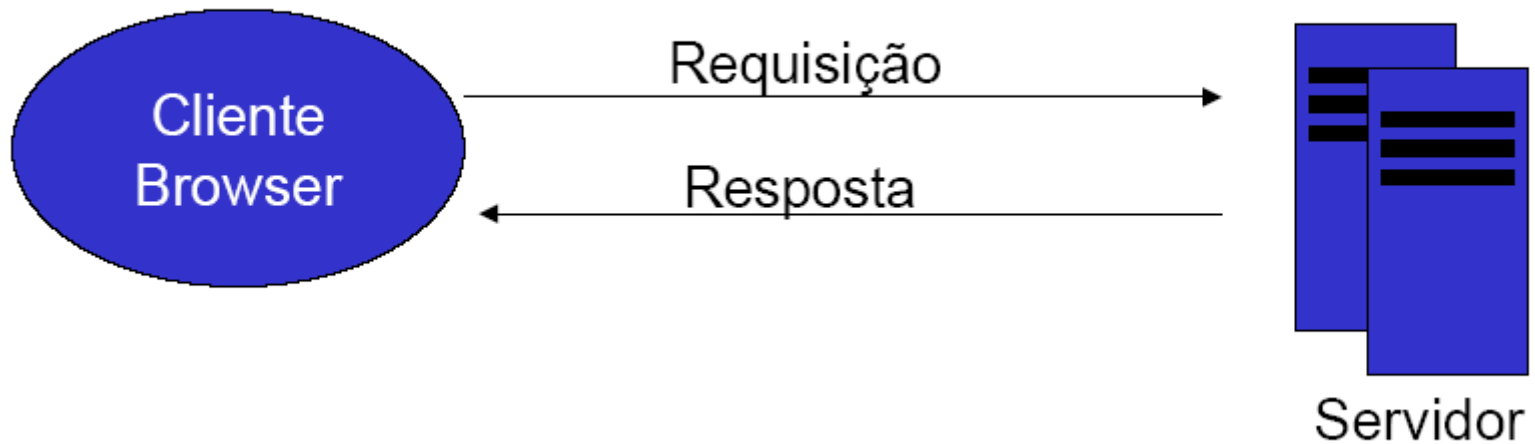 Cliente
Browser
Requisição
Resposta
Servidor